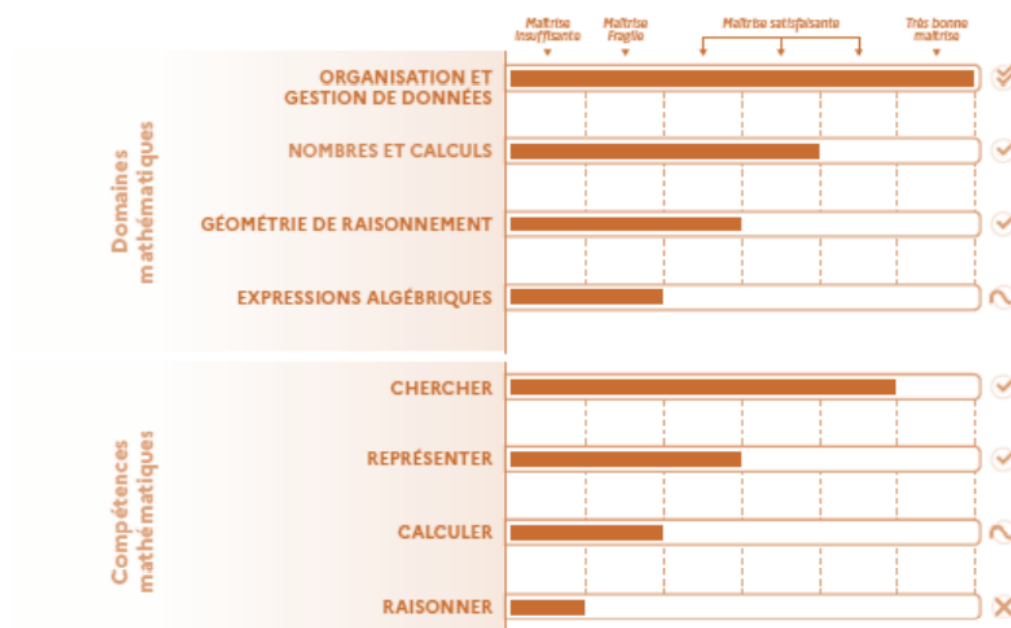 Maîtrise
insuffisante
Maîtrise
Fragile
Maîtrise satisfaisante
Très bonne
maîtrise
Domaines
mathématiques
ORGANISATION ET
GESTION DE DONNÉES
NOMBRES ET CALCULS
GÉOMÉTRIE DE RAISONNEMENT
EXPRESSIONS ALGÉBRIQUES
Compétences
mathématiques
CHERCHER
REPRÉSENTER
CALCULER
RAISONNER